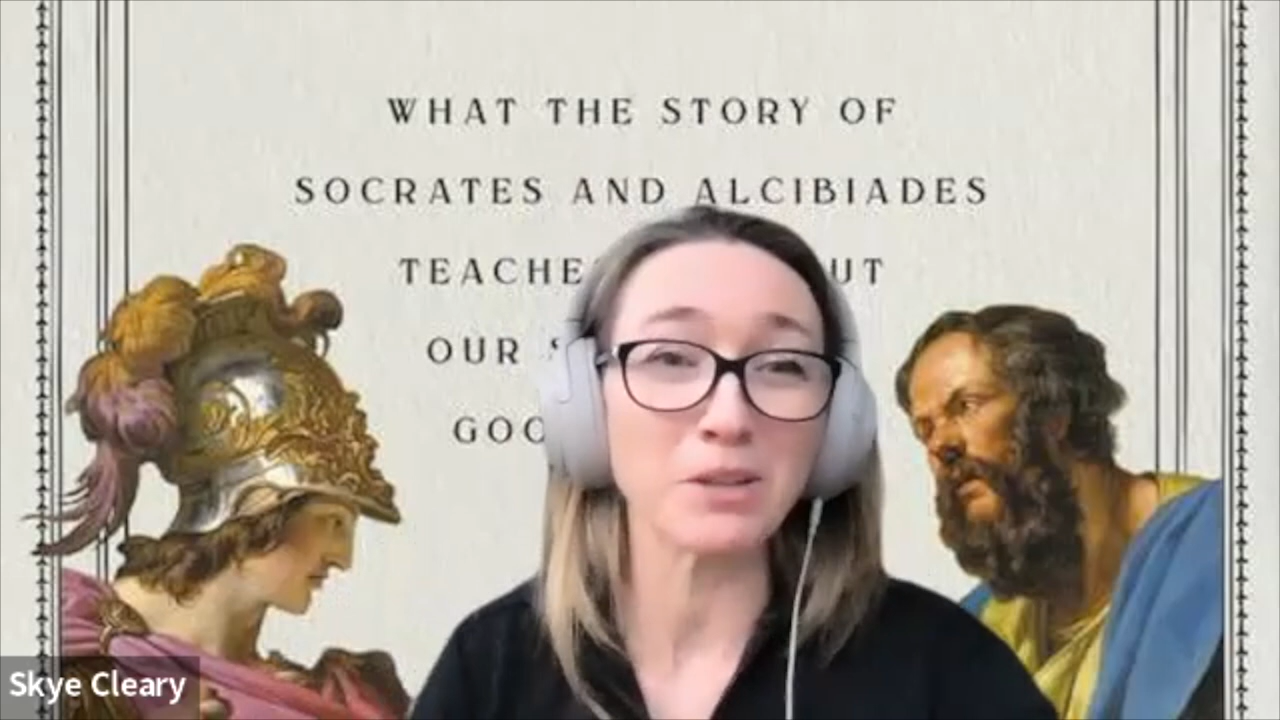 WHAT THE STORY OF
SOCRATES AND ALCIBIADES
TEACHE UT
OUR
GOO
Skye Cleary